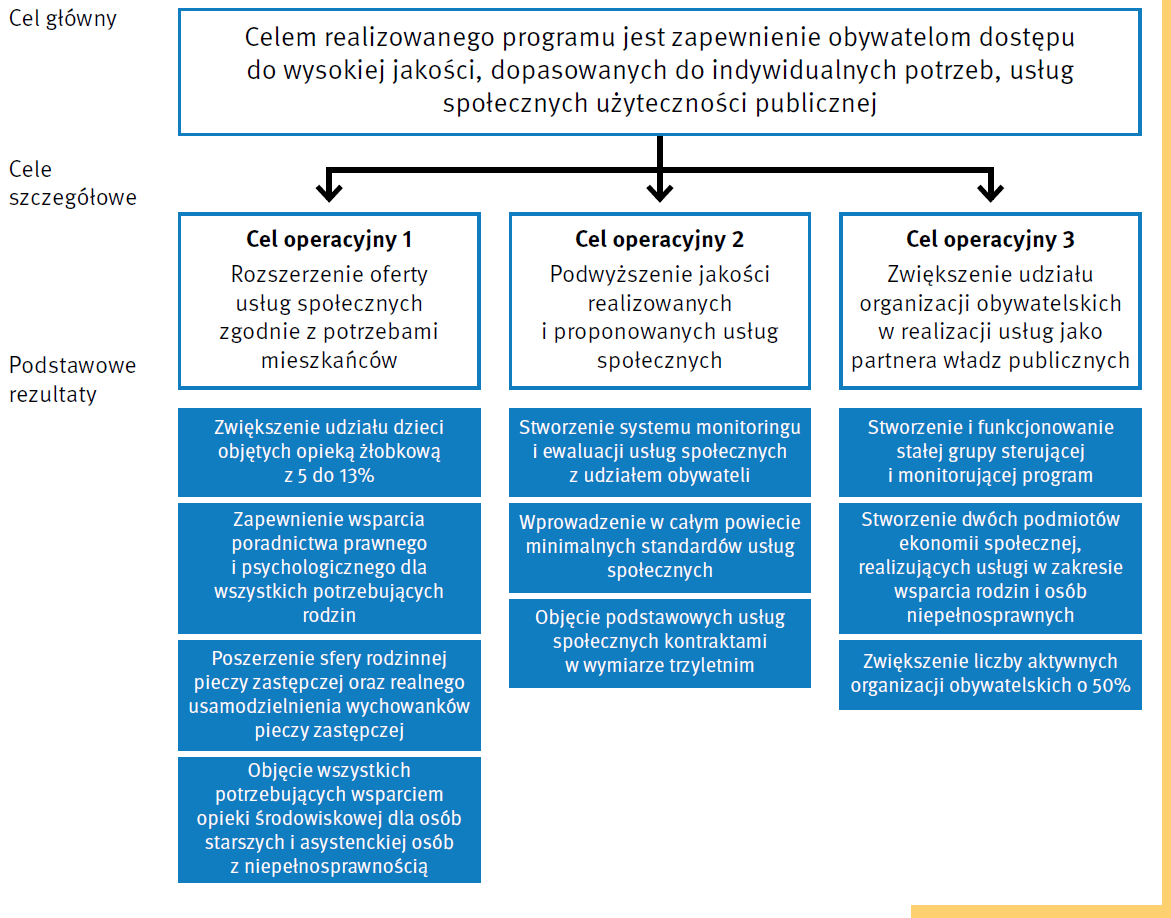 Cel główny
Celem realizowanego programu jest zapewnienie obywatelom dostępu
do wysokiej jakości, dopasowanych do indywidualnych potrzeb, usług
społecznych użyteczności publicznej
Cele
szczegółowe
Cel operacyjny 1
Rozszerzenie oferty
usług społecznych
zgodnie z potrzebami
mieszkańców
Cel operacyjny 2
Podwyższenie jakości
realizowanych
i proponowanych usług
społecznych
Cel operacyjny 3
Zwiększenie udziału
organizacji obywatelskich
w realizacji usług jako
partnera władz publicznych
Podstawowe
rezultaty
Zwiększenie udziału dzieci
objętych opieką żłobkową
z 5 do 13%
Zapewnienie wsparcia
poradnictwa prawnego
i psychologicznego dla
wszystkich potrzebujących
rodzin
Poszerzenie sfery rodzinnej
pieczy zastępczej oraz realnego
usamodzielnienia wychowanków
pieczy zastępczej
Objęcie wszystkich
potrzebujących wsparciem
opieki środowiskowej dla osób
starszych i asystenckiej osób
z niepełnosprawnością
Stworzenie systemu monitoringu
i ewaluacji usług społecznych
z udziałem obywateli
Wprowadzenie w całym powiecie
minimalnych standardów usług
społecznych
Objęcie podstawowych usług
społecznych kontraktami
w wymiarze trzyletnim
Stworzenie i funkcjonowanie
stałej grupy sterującej
i monitorującej program
Stworzenie dwóch podmiotów
ekonomii społecznej,
realizujących usługi w zakresie
wsparcia rodzin i osób
niepełnosprawnych
Zwiększenie liczby aktywnych
organizacji obywatelskich o 50%